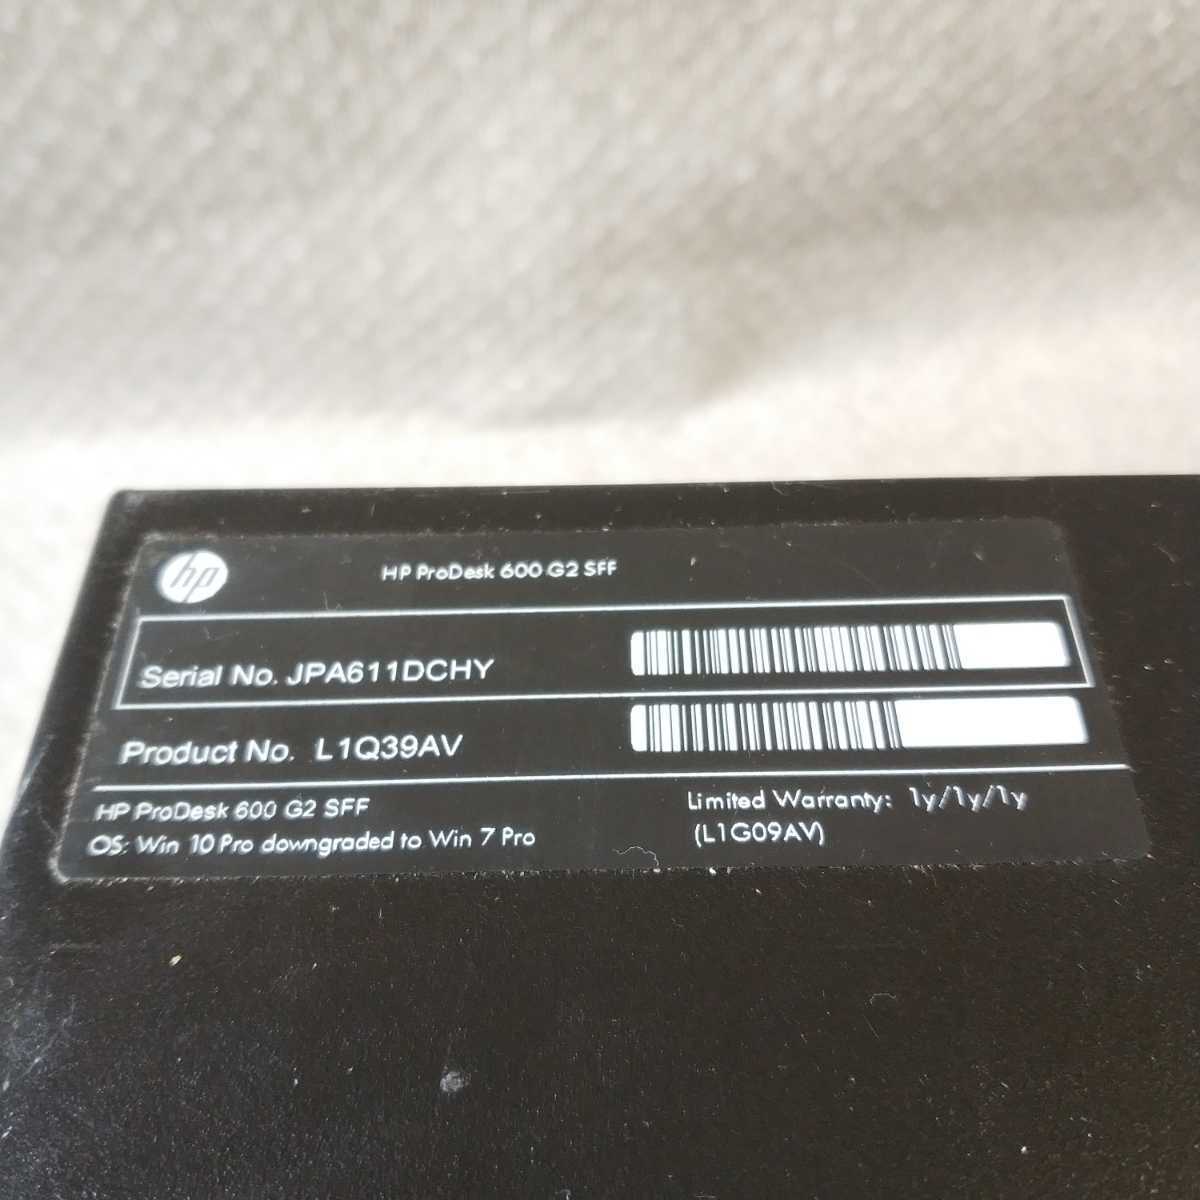 hp
HP ProDesk 600 G2 SFF
Serial No. JPA611DCHY
Product No. L1Q39AV
HP ProDesk 600 G2 SFF
OS: Win 10 Pro downgraded to Win 7 Pro
Limited Warranty: 1y/1y/1y
(L1G09AV)